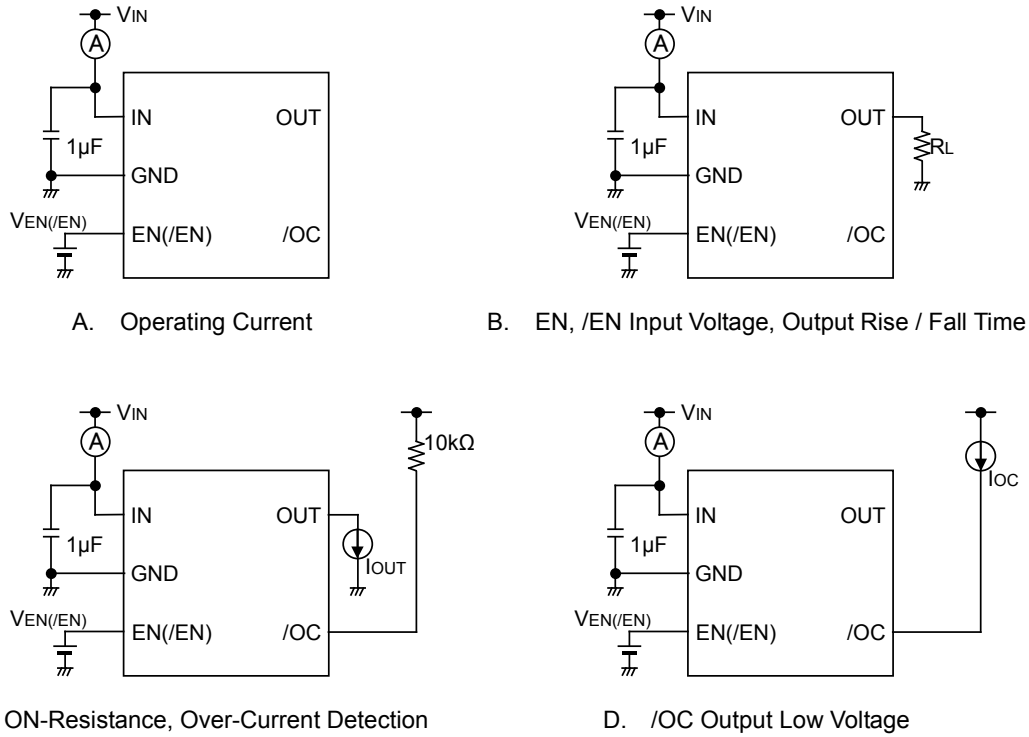 VIN
A
IN OUT
1µF
GND
VEN(/EN)
EN(/EN) /OC
A. Operating Current
VIN
A
IN OUT
1µF
RL
GND
VEN(/EN)
EN(/EN) /OC
B. EN, /EN Input Voltage, Output Rise / Fall Time
VIN
A
10kΩ
IN OUT
1µF
IOUT
GND
VEN(/EN)
EN(/EN) /OC
ON-Resistance, Over-Current Detection
VIN
A
IOC
IN OUT
1µF
GND
VEN(/EN)
EN(/EN) /OC
D. /OC Output Low Voltage